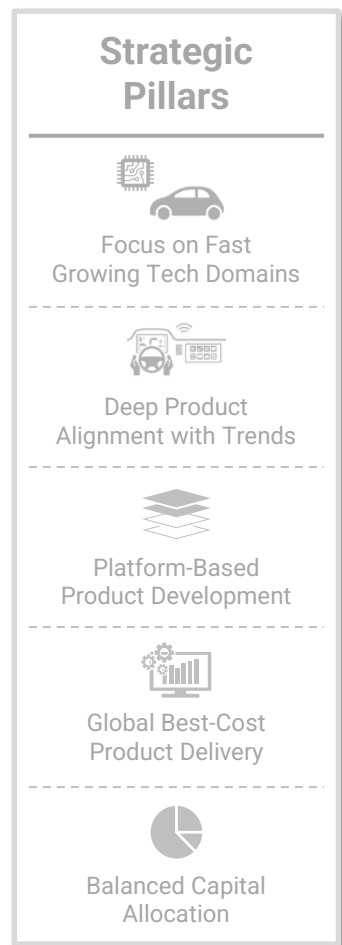 Strategic
Pillars
Focus on Fast
Growing Tech Domains
Deep Product
Alignment with Trends
Platform-Based
Product Development
Global Best-Cost
Product Delivery
Balanced Capital
Allocation